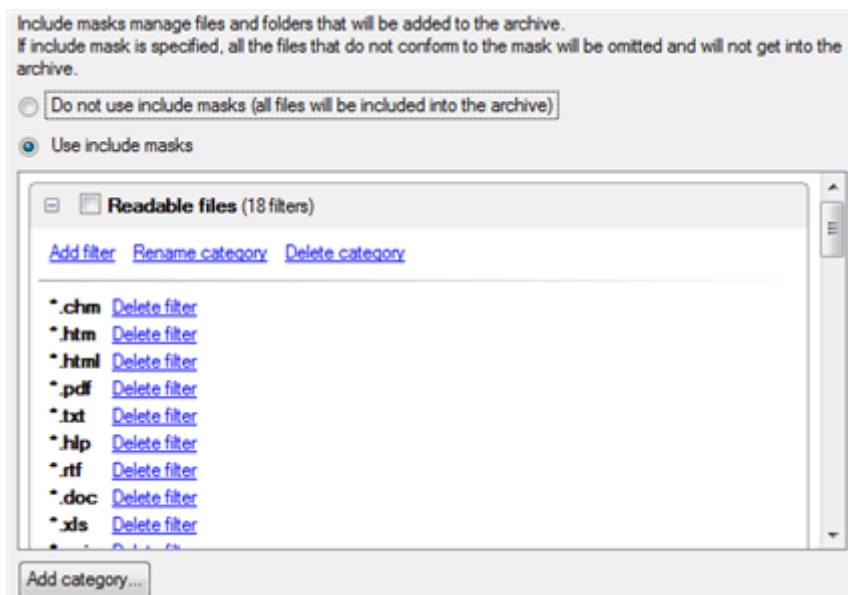 Include masks manage files and folders that will be added to the archive.
If include mask is specified, all the files that do not conform to the mask will be omitted and will not get into the
archive.
Do not use include masks (all files will be included into the archive)
Use include masks
Readable files (18 filters)
Add filter Rename category Delete category
*.chm Delete filter
*.htm Delete filter
*.html Delete filter
*.pdf Delete filter
*.txt Delete filter
*.hlp Delete filter
*.rtf Delete filter
*.doc Delete filter
*.xls Delete filter
Add category...